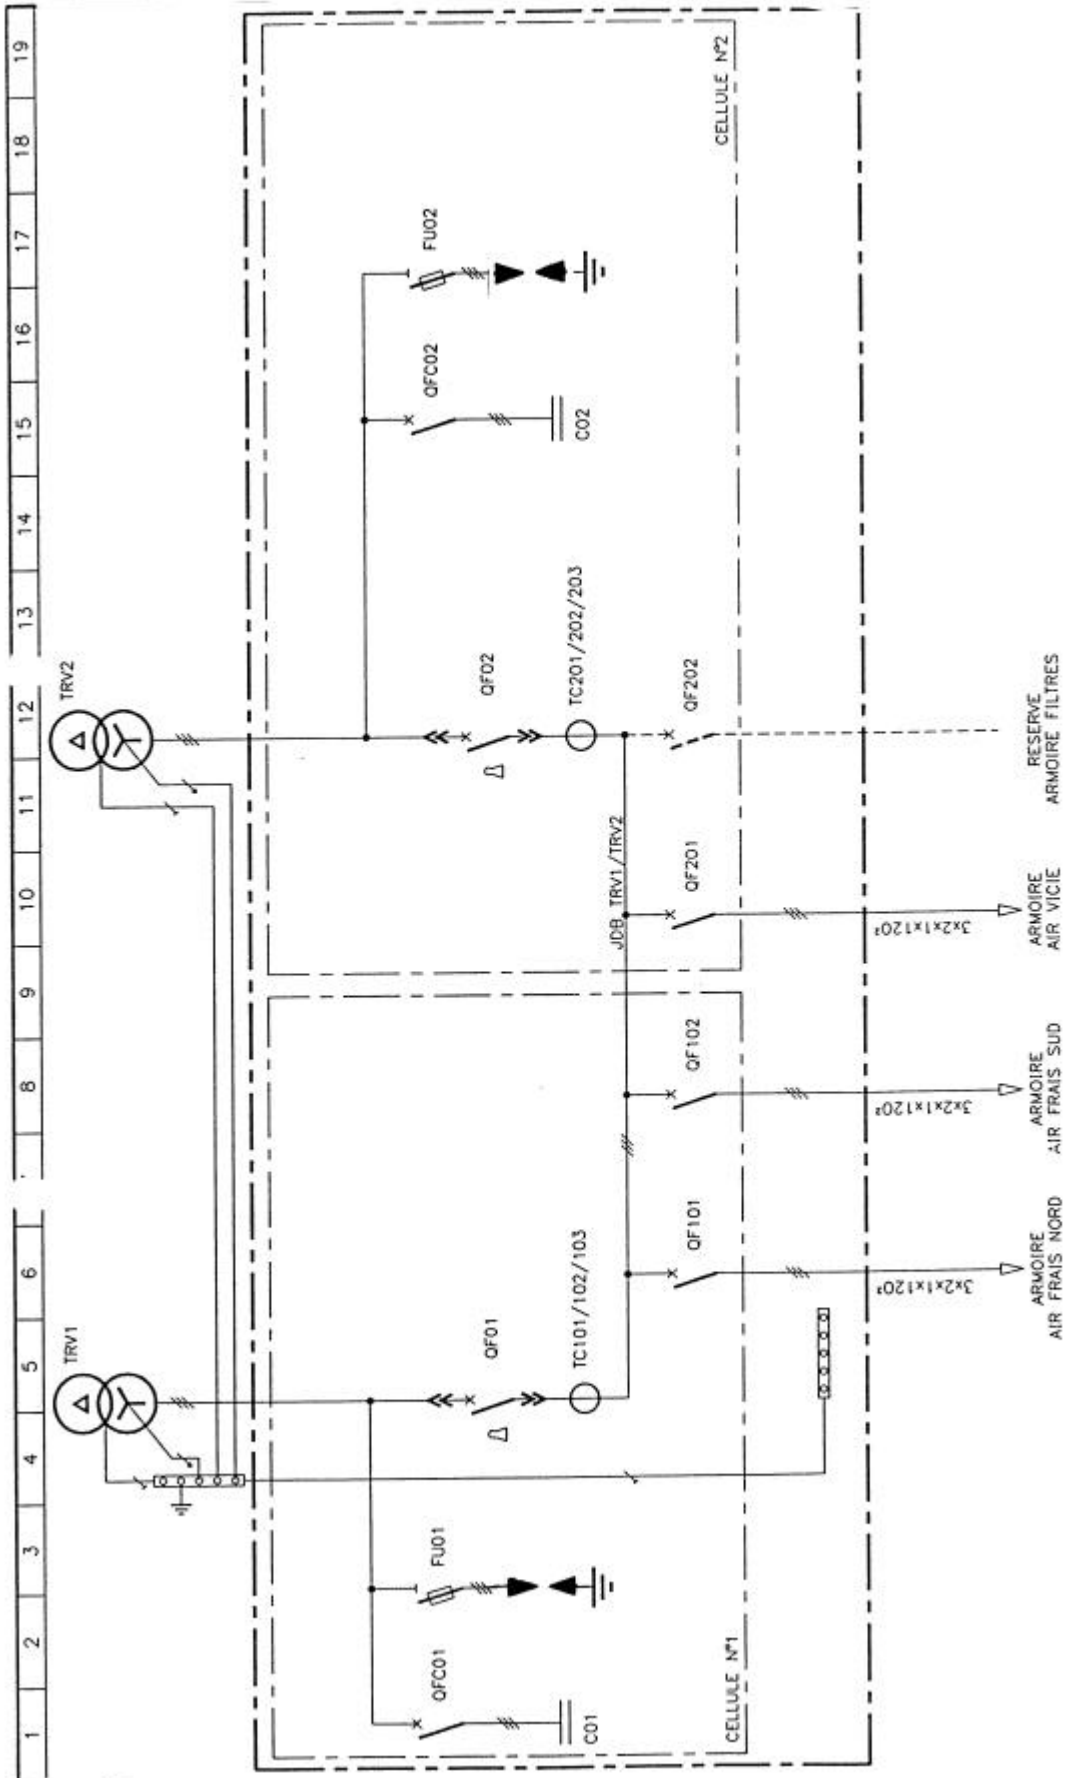 1
2
3
4
5
6
8
9
10
11
12
13
14
15
16
17
18
19
TRV1
TRV2
QFC01
FU01
QF01
QF02
QFC02
FU02
C01
TC101/102/103
TC201/202/203
C02
JDB TRV1/TRV2
QF101
QF102
QF201
QF202
CELLULE N°1
CELLULE N°2
3x2x1x120²
3x2x1x120²
3x2x1x120²
ARMOIRE
AIR FRAIS NORD
ARMOIRE
AIR FRAIS SUD
ARMOIRE
AIR VICIE
RESERVE
ARMOIRE FILTRES